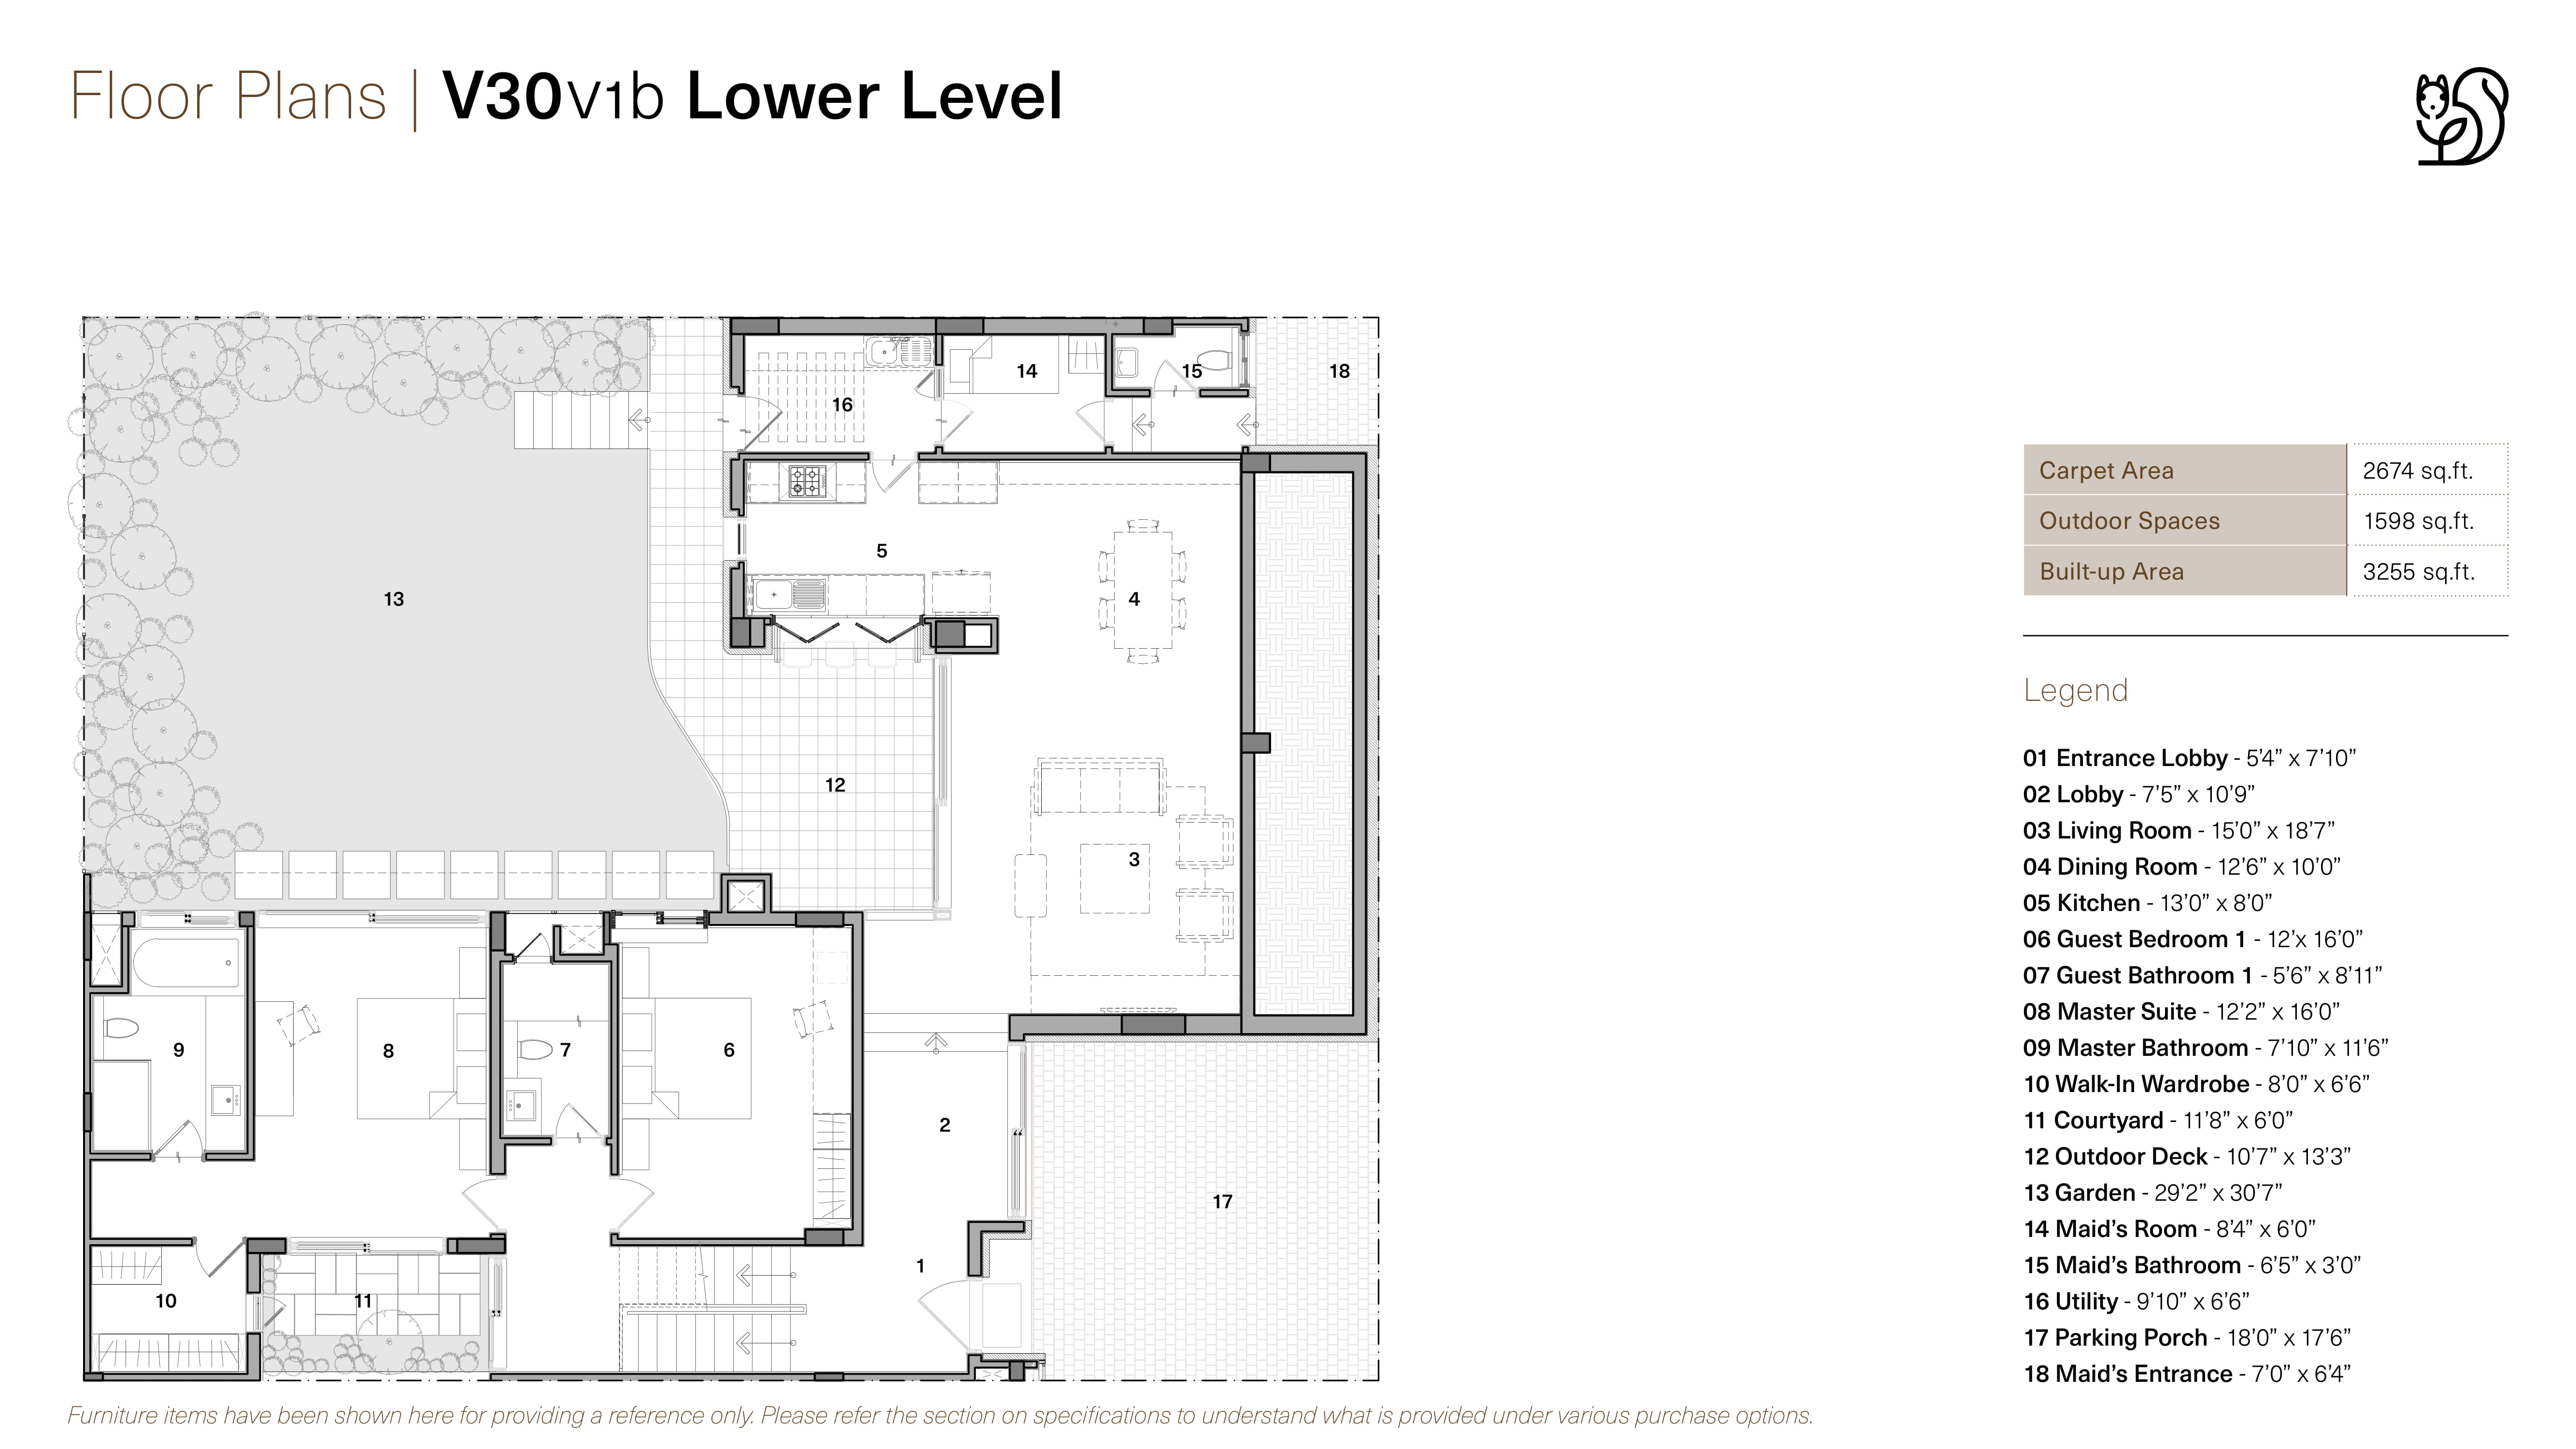 Floor Plans | V30V1b Lower Level
16
14
15
18
5
4
13
12
3
9
8
7
6
2
17
1
10
11
Carpet Area 2674 sq.ft.
Outdoor Spaces 1598 sq.ft.
Built-up Area 3255 sq.ft.
Legend
01 Entrance Lobby - 5’4” x 7’10”
02 Lobby - 7’5” x 10’9”
03 Living Room - 15’0” x 18’7”
04 Dining Room - 12’6” x 10’0”
05 Kitchen - 13’0” x 8’0”
06 Guest Bedroom 1 - 12’x 16’0”
07 Guest Bathroom 1 - 5’6” x 8’11”
08 Master Suite - 12’2” x 16’0”
09 Master Bathroom - 7’10” x 11’6”
10 Walk-In Wardrobe - 8’0” x 6’6”
11 Courtyard - 11’8” x 6’0”
12 Outdoor Deck - 10’7” x 13’3”
13 Garden - 29’2” x 30’7”
14 Maid’s Room - 8’4” x 6’0”
15 Maid’s Bathroom - 6’5” x 3’0”
16 Utility - 9’10” x 6’6”
17 Parking Porch - 18’0” x 17’6”
18 Maid’s Entrance - 7’0” x 6’4”
Furniture items have been shown here for providing a reference only. Please refer the section on specifications to understand what is provided under various purchase options.